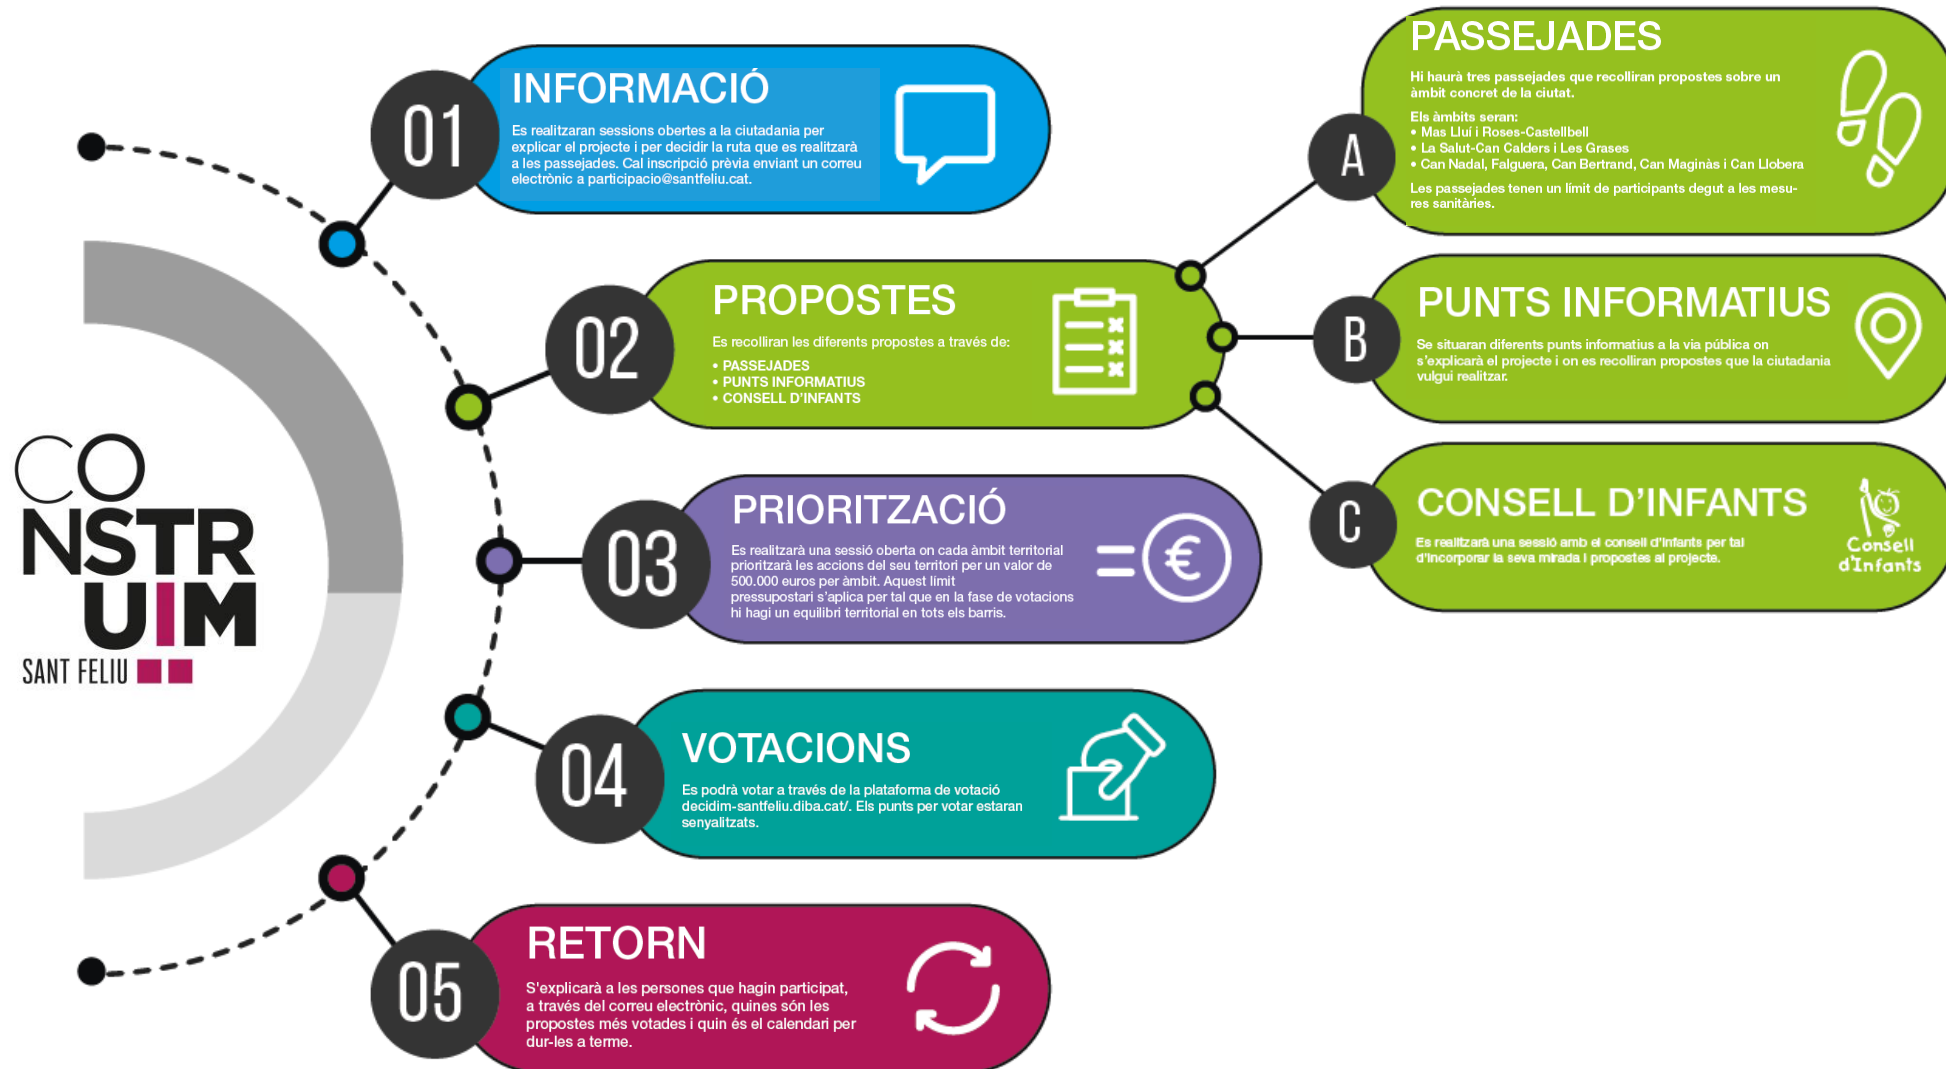 CO
NSTR
UIM
SANT FELIU
01
INFORMACIÓ
Es realitzaran sessions obertes a la ciutadania per
explicar el projecte i per decidir la ruta que es realitzarà
a les passejades. Cal inscripció prèvia enviant un correu
electrònic a participacio@santfeliu.cat.
02
PROPOSTES
Es recolliran les diferents propostes a través de:
• PASSEJADES
• PUNTS INFORMATIUS
• CONSELL D'INFANTS
A
PASSEJADES
Hi haurà tres passejades que recolliran propostes sobre un
àmbit concret de la ciutat.
Els àmbits seran:
• Mas Lluí i Roses-Castellbell
• La Salut-Can Calders i Les Grases
• Can Nadal, Falguera, Can Bertrand, Can Maginàs i Can Llobera
Les passejades tenen un límit de participants degut a les mesu-
res sanitàries.
B
PUNTS INFORMATIUS
Se situaran diferents punts informatius a la via pública on
s'explicarà el projecte i on es recolliran propostes que la ciutadania
vulgui realitzar.
C
CONSELL D'INFANTS
Es realitzarà una sessió amb el consell d'infants per tal
d'incorporar la seva mirada i propostes al projecte.
Consell
d'Infants
03
PRIORITZACIÓ
Es realitzarà una sessió oberta on cada àmbit territorial
prioritzarà les accions del seu territori per un valor de
500.000 euros per àmbit. Aquest límit
pressupostari s'aplica per tal que en la fase de votacions
hi hagi un equilibri territorial en tots els barris.
=€
04
VOTACIONS
Es podrà votar a través de la plataforma de votació
decidim-santfeliu.diba.cat/. Els punts per votar estaran
senyalitzats.
05
RETORN
S'explicarà a les persones que hagin participat,
a través del correu electrònic, quines són les
propostes més votades i quin és el calendari per
dur-les a terme.